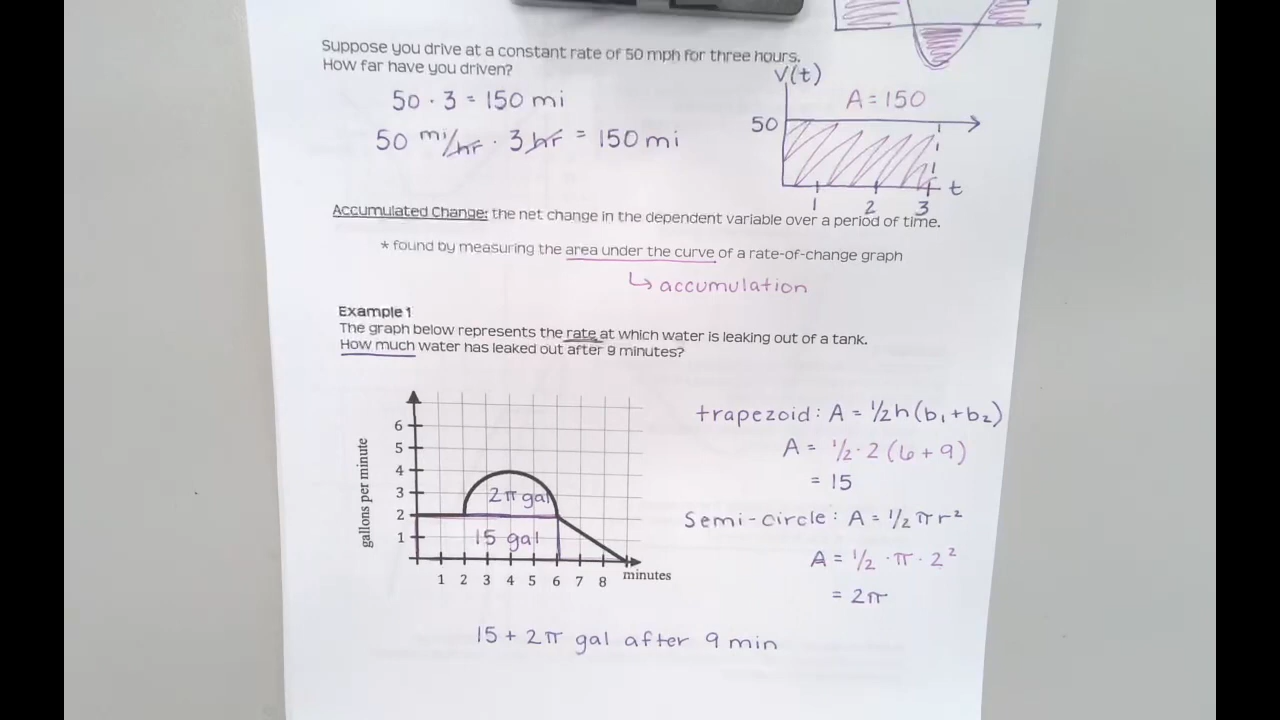 Suppose you drive at a constant rate of 50 mph for three hours.
How far have you driven?
50 · 3 = 150 mi
50 mi/hr · 3 hr = 150 mi
V(t)
A = 150
50
t
1 2 3
Accumulated Change: the net change in the dependent variable over a period of time.
* found by measuring the area under the curve of a rate-of-change graph
↳ accumulation
Example 1
The graph below represents the rate at which water is leaking out of a tank.
How much water has leaked out after 9 minutes?
gallons per minute
6
5
4
3
2
1
2π gal
15 gal
1 2 3 4 5 6 7 8
minutes
trapezoid: A = ½h(b₁+b₂)
A = ½·2(6+9)
= 15
Semi-circle: A = ½πr²
A = ½·π·2²
= 2π
15 + 2π gal after 9 min